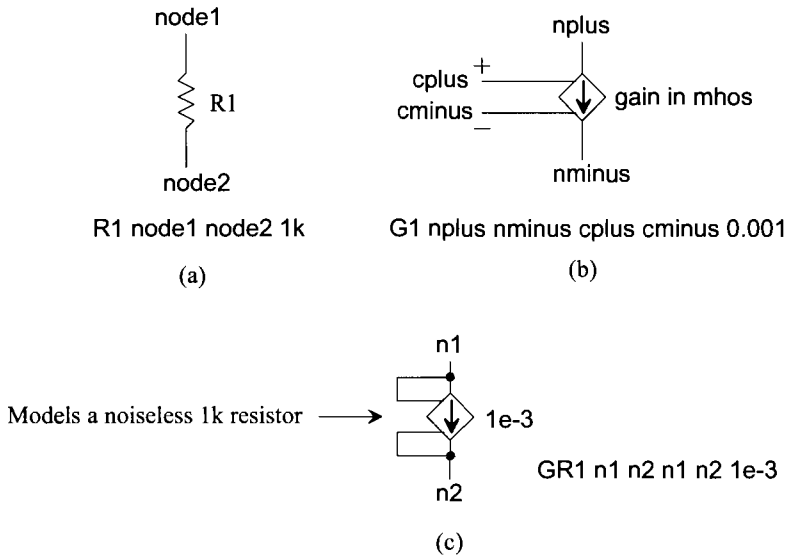 node1
R1
node2
R1 node1 node2 1k
(a)
nplus
cplus +
cminus −
gain in mhos
nminus
G1 nplus nminus cplus cminus 0.001
(b)
n1
Models a noiseless 1k resistor
1e-3
n2
GR1 n1 n2 n1 n2 1e-3
(c)